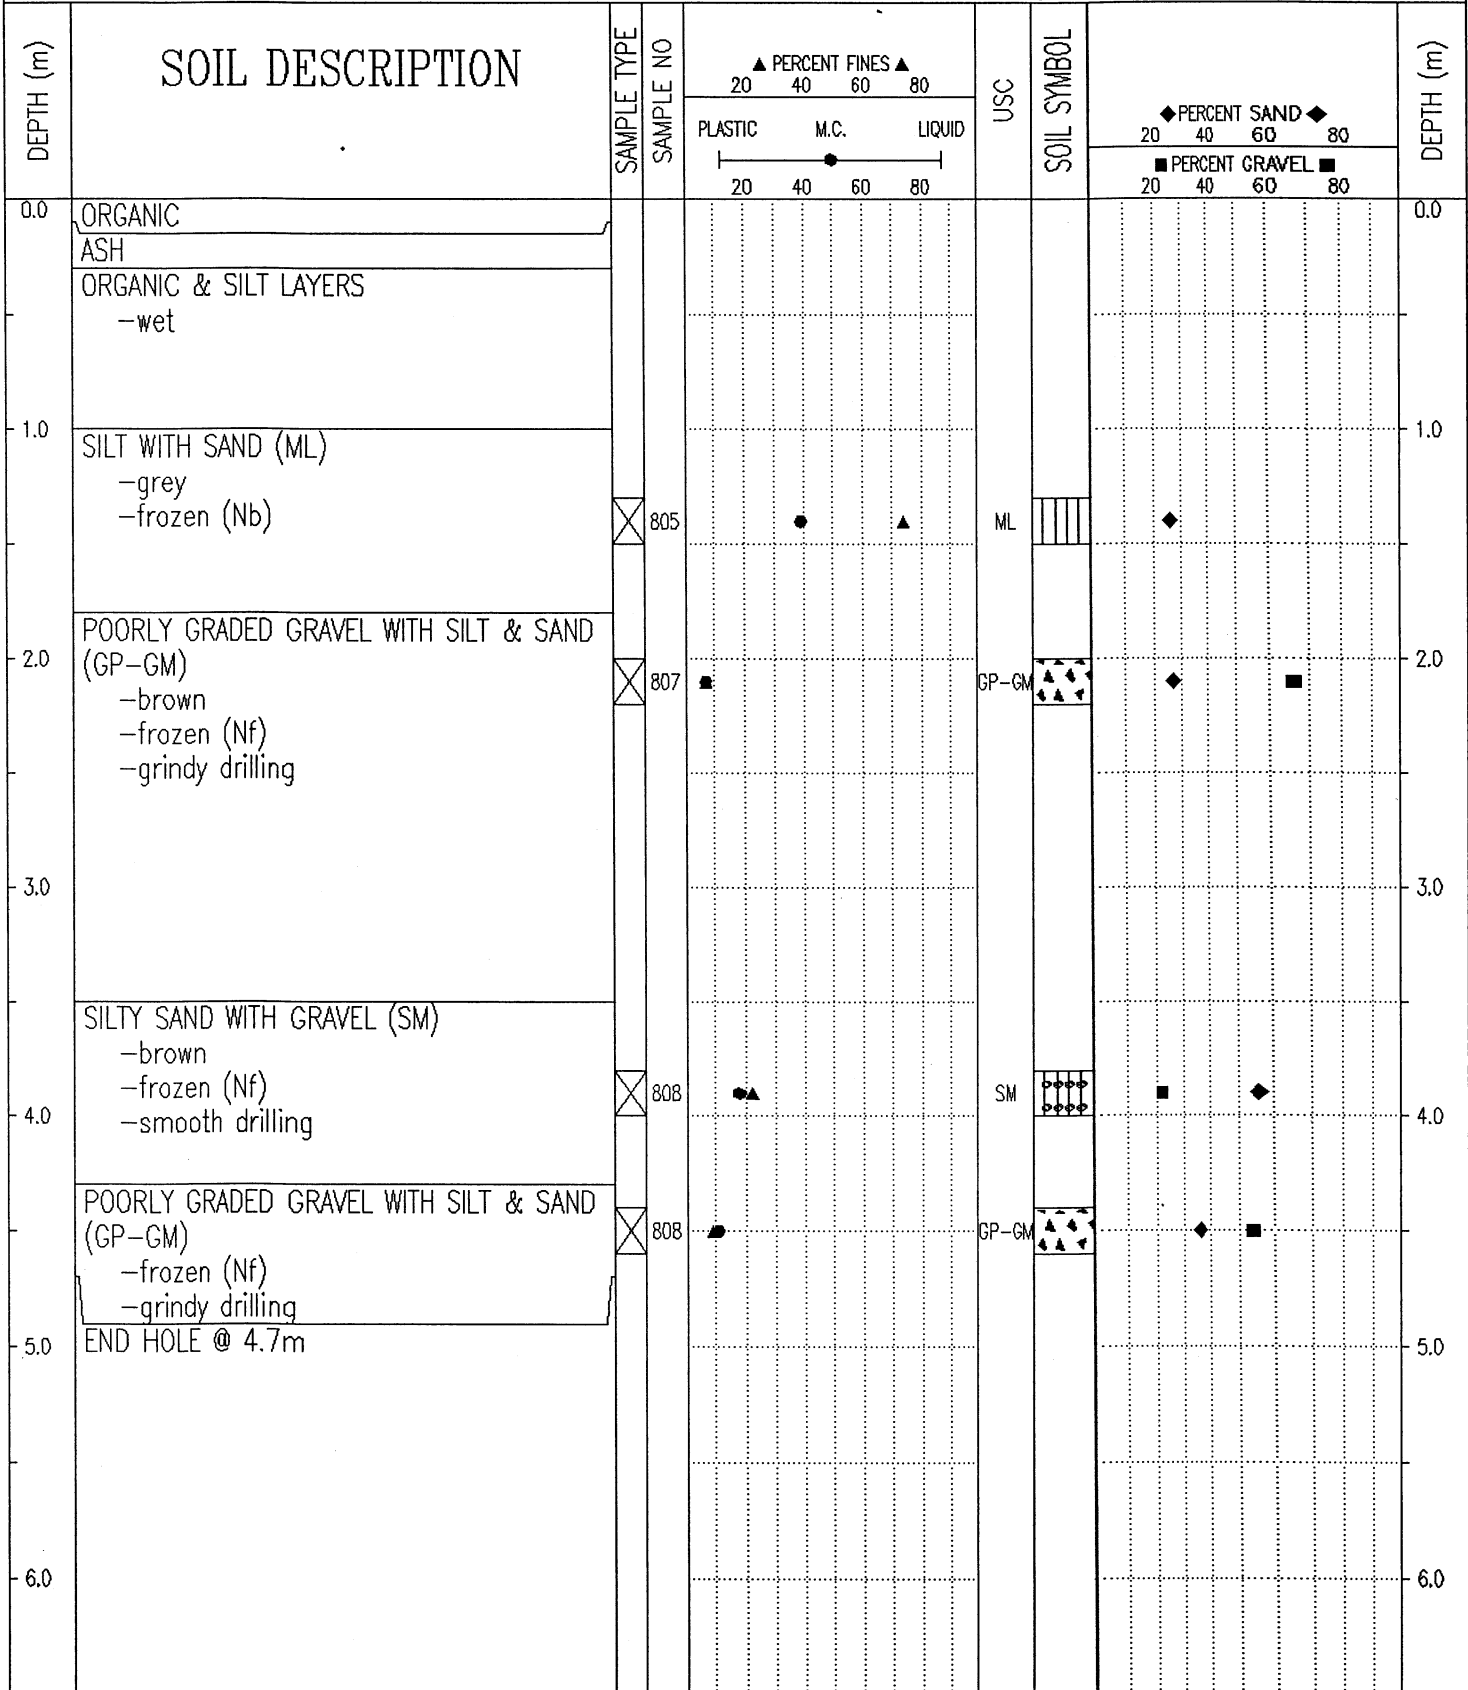 DEPTH (m)
SOIL DESCRIPTION
SAMPLE TYPE
SAMPLE NO
▲ PERCENT FINES ▲
20 40 60 80
PLASTIC M.C. LIQUID
20 40 60 80
USC
SOIL SYMBOL
◆PERCENT SAND◆
20 40 60 80
■PERCENT GRAVEL■
20 40 60 80
DEPTH (m)
0.0 ORGANIC 0.0
ASH
ORGANIC & SILT LAYERS
-wet
1.0 1.0
SILT WITH SAND (ML)
-grey
-frozen (Nb) 805 ML
POORLY GRADED GRAVEL WITH SILT & SAND
2.0 (GP-GM) 2.0
807 GP-GM
-brown
-frozen (Nf)
-grindy drilling
3.0 3.0
SILTY SAND WITH GRAVEL (SM)
-brown
-frozen (Nf) 808 SM
4.0 4.0
-smooth drilling
POORLY GRADED GRAVEL WITH SILT & SAND
(GP-GM) 808 GP-GM
-frozen (Nf)
-grindy drilling
5.0 END HOLE @ 4.7m 5.0
6.0 6.0